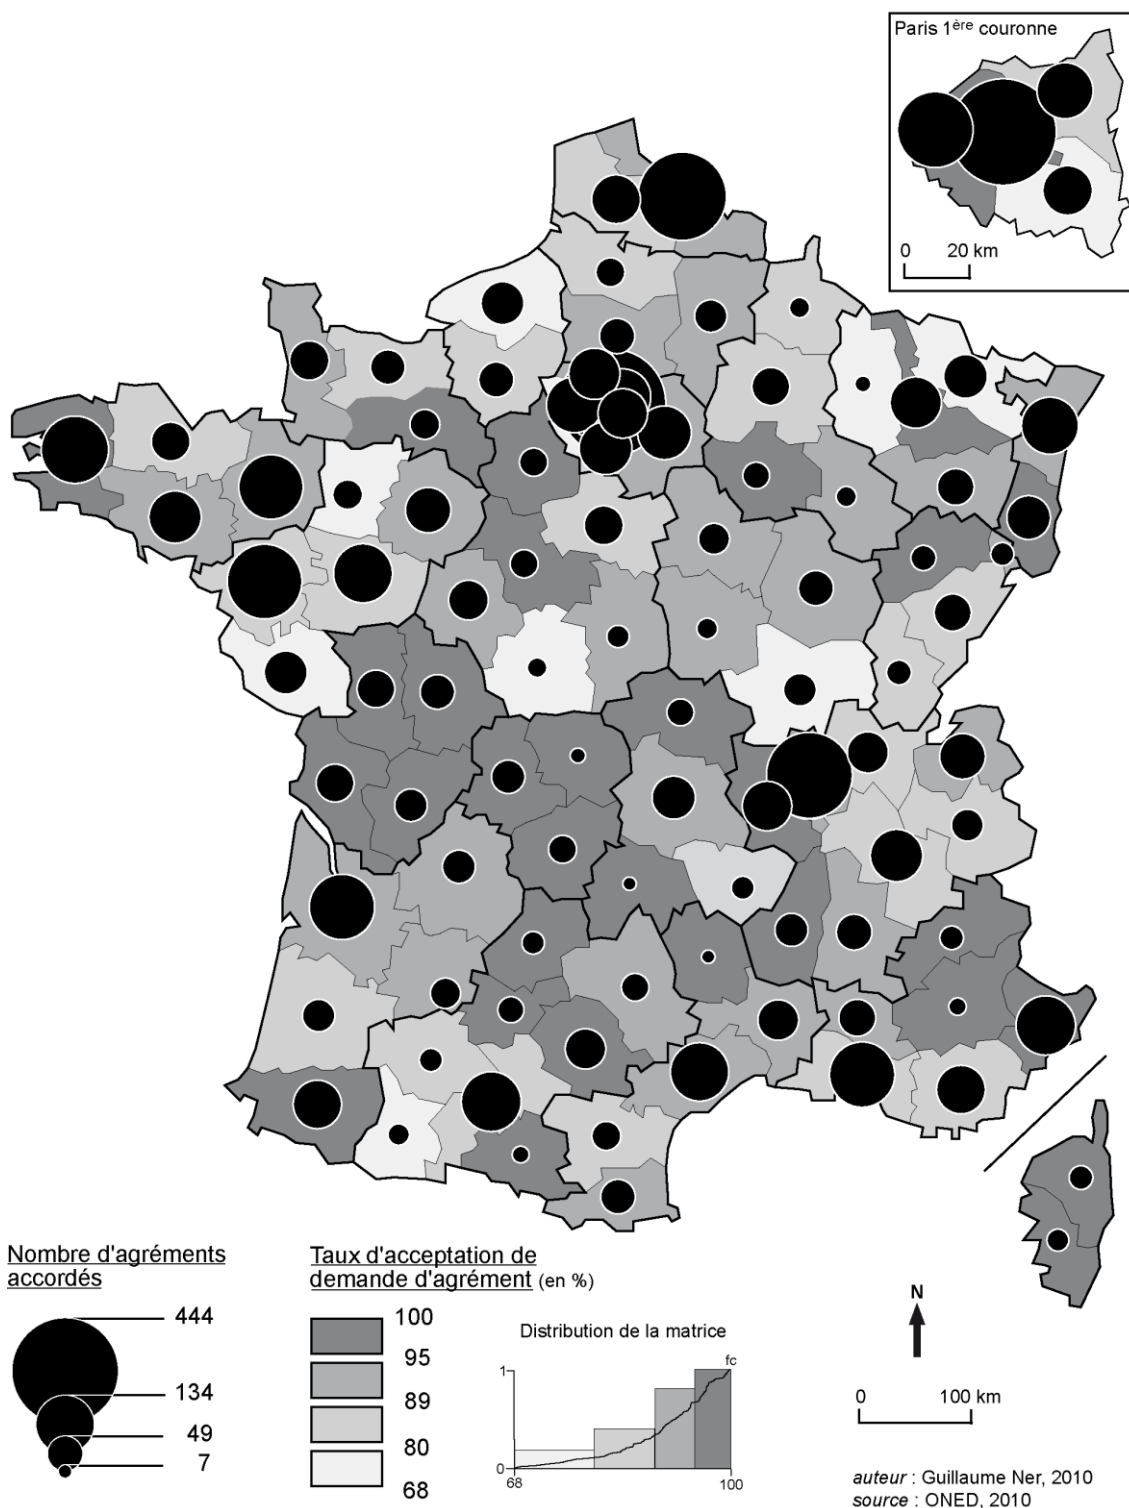 Paris 1ère couronne
0 20 km
Nombre d'agréments
accordés
444
134
49
7
Taux d'acceptation de
demande d'agrément (en %)
100
95
89
80
68
Distribution de la matrice
fc
1
0
68 100
N
0 100 km
auteur : Guillaume Ner, 2010
source : ONED, 2010